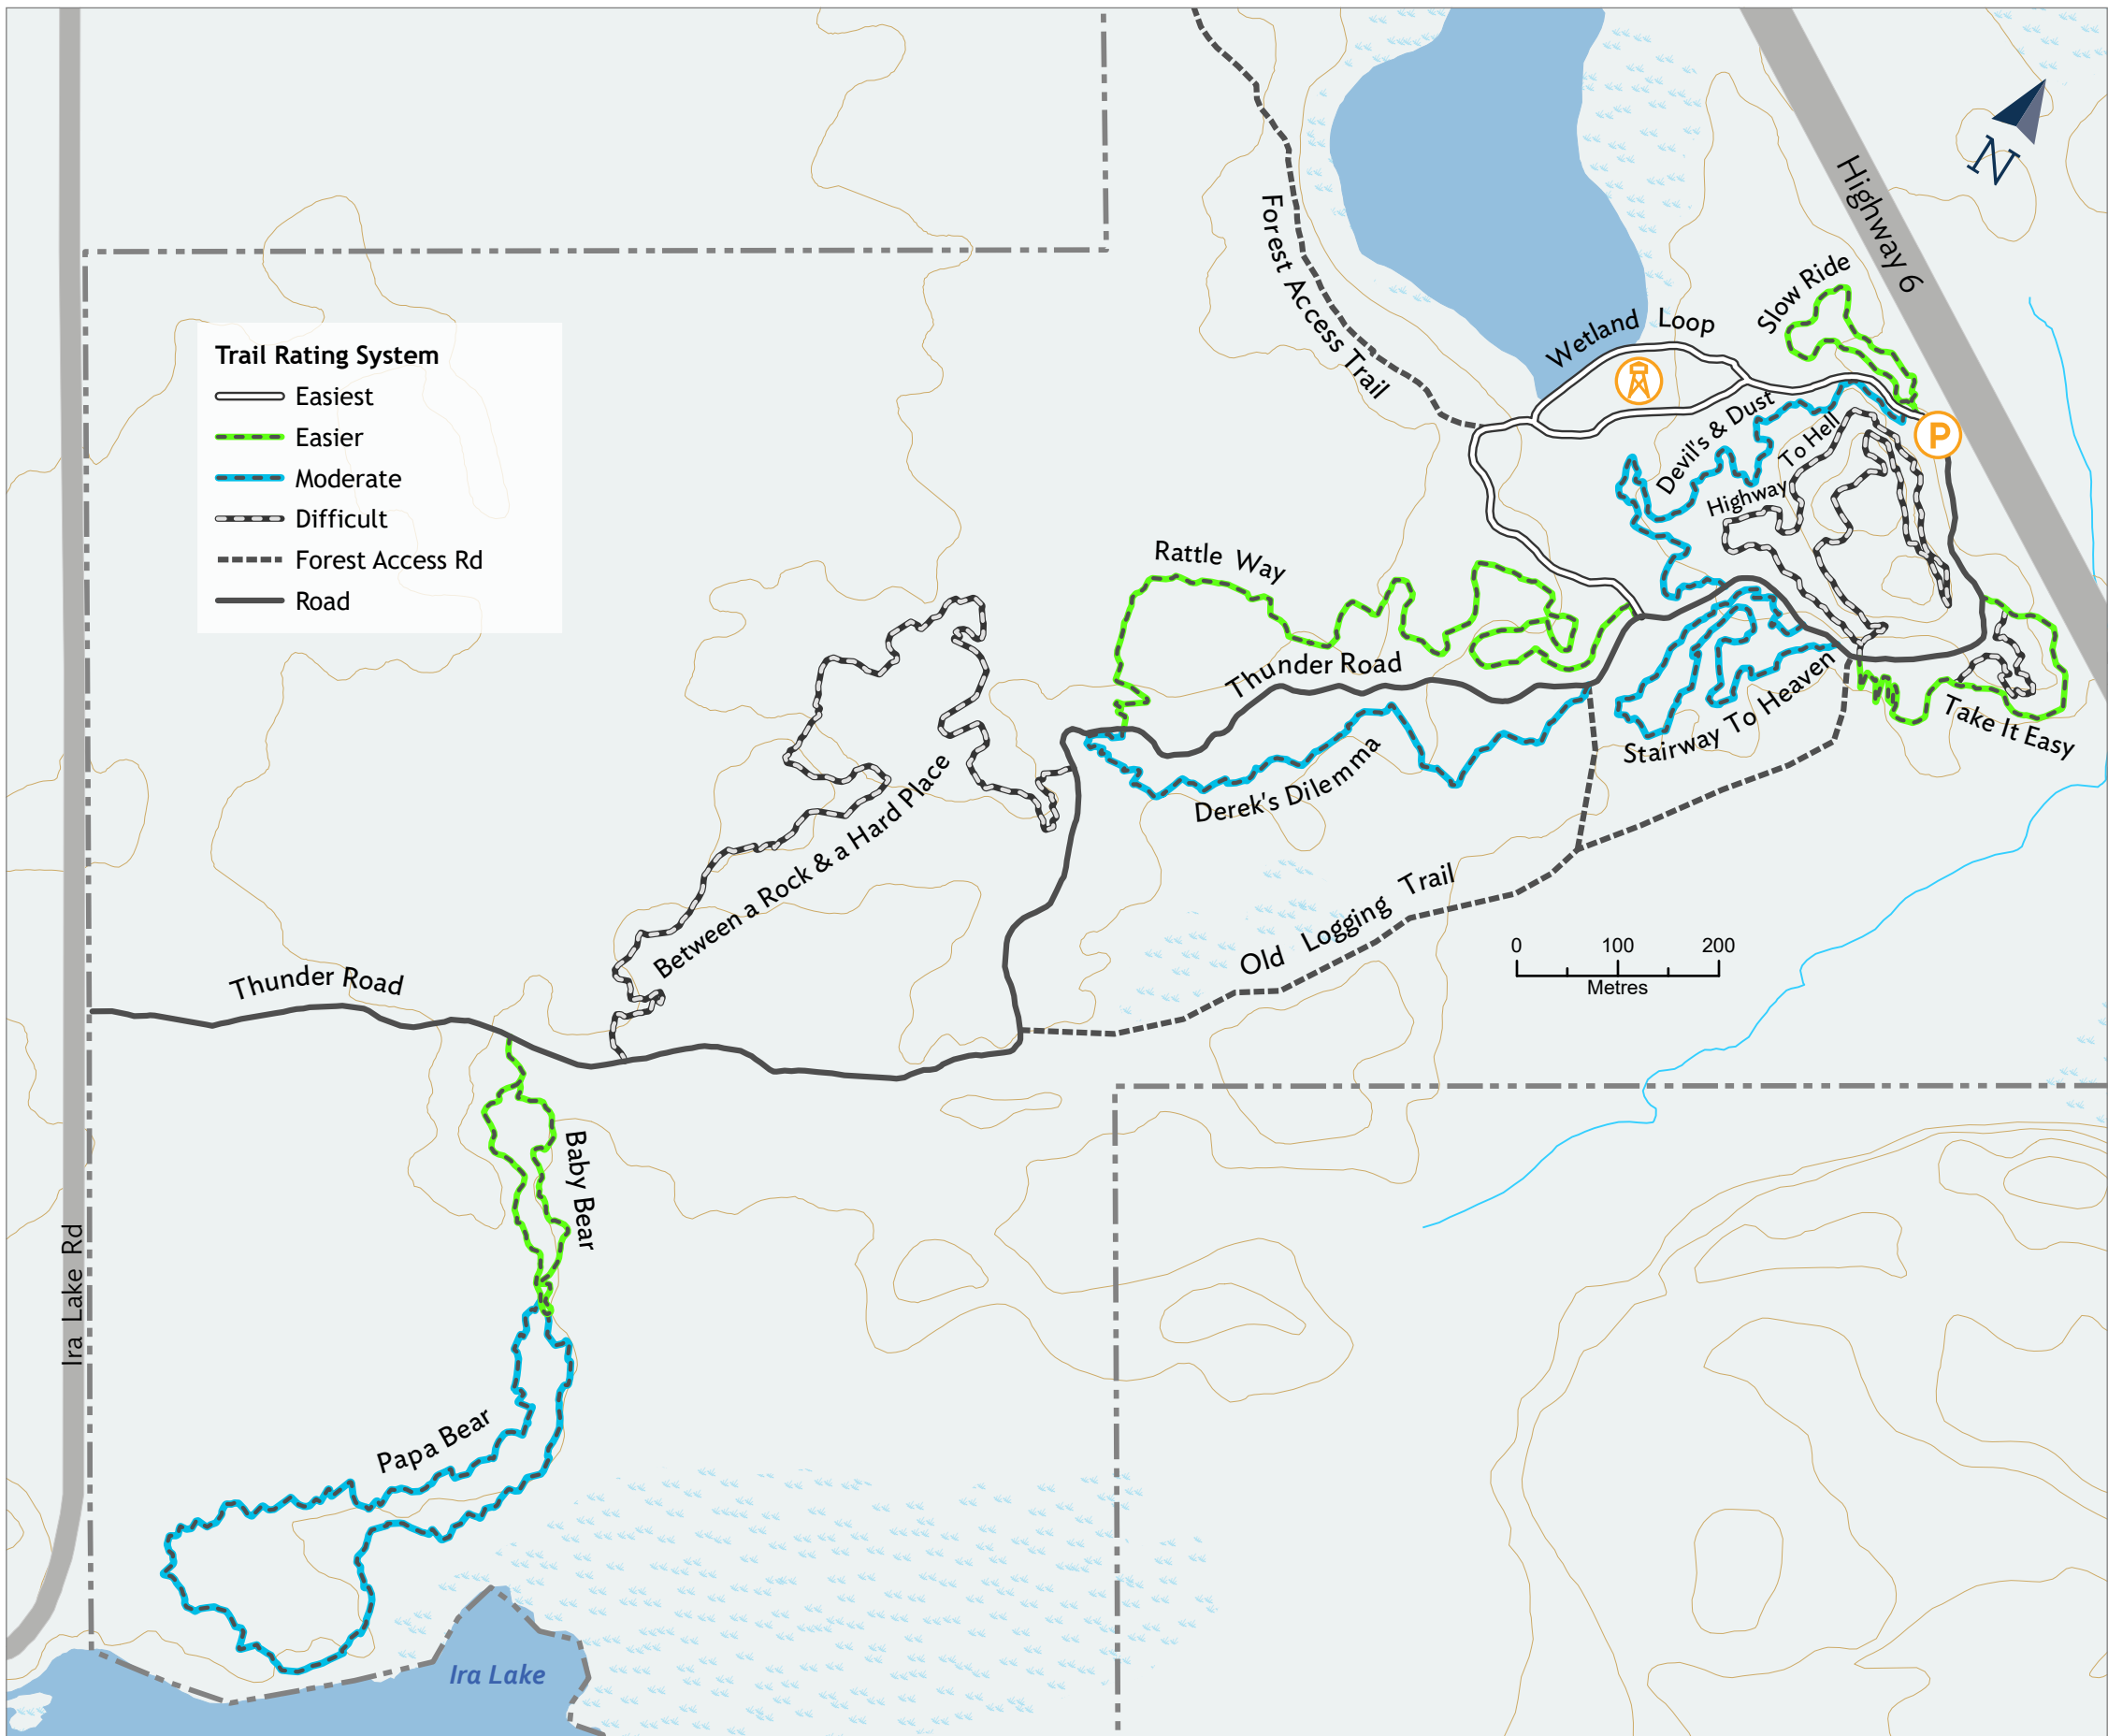 Highway 6
N
Forest Access Trail
Slow Ride
Wetland Loop
Trail Rating System
Easiest
Easier
Moderate
Difficult
Forest Access Rd
Road
P
Devil's & Dust
Highway To Hell
Rattle Way
Thunder Road
Stairway To Heaven
Take It Easy
Derek's Dilemma
Between a Rock & a Hard Place
Old Logging Trail
0 100 200
Metres
Thunder Road
Baby Bear
Ira Lake Rd
Papa Bear
Ira Lake